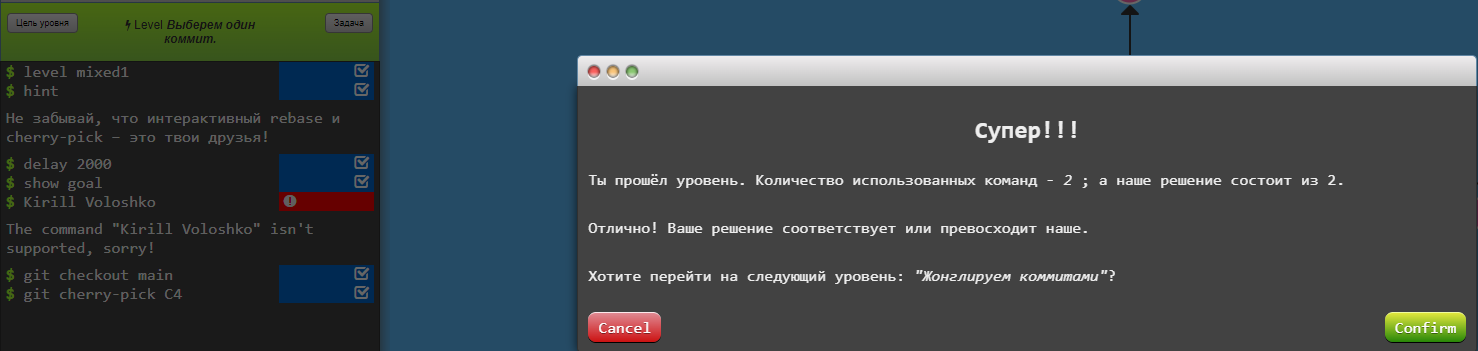 Цель уровня
Level Выберем один
коммит.
Задача
$ level mixed1
$ hint
Не забывай, что интерактивный rebase и
cherry-pick — это твои друзья!
$ delay 2000
$ show goal
$ Kirill Voloshko
The command "Kirill Voloshko" isn't
supported, sorry!
$ git checkout main
$ git cherry-pick C4
Супер!!!
Ты прошёл уровень. Количество использованных команд - 2 ; а наше решение состоит из 2.
Отлично! Ваше решение соответствует или превосходит наше.
Хотите перейти на следующий уровень: "Жонглируем коммитами"?
Cancel
Confirm